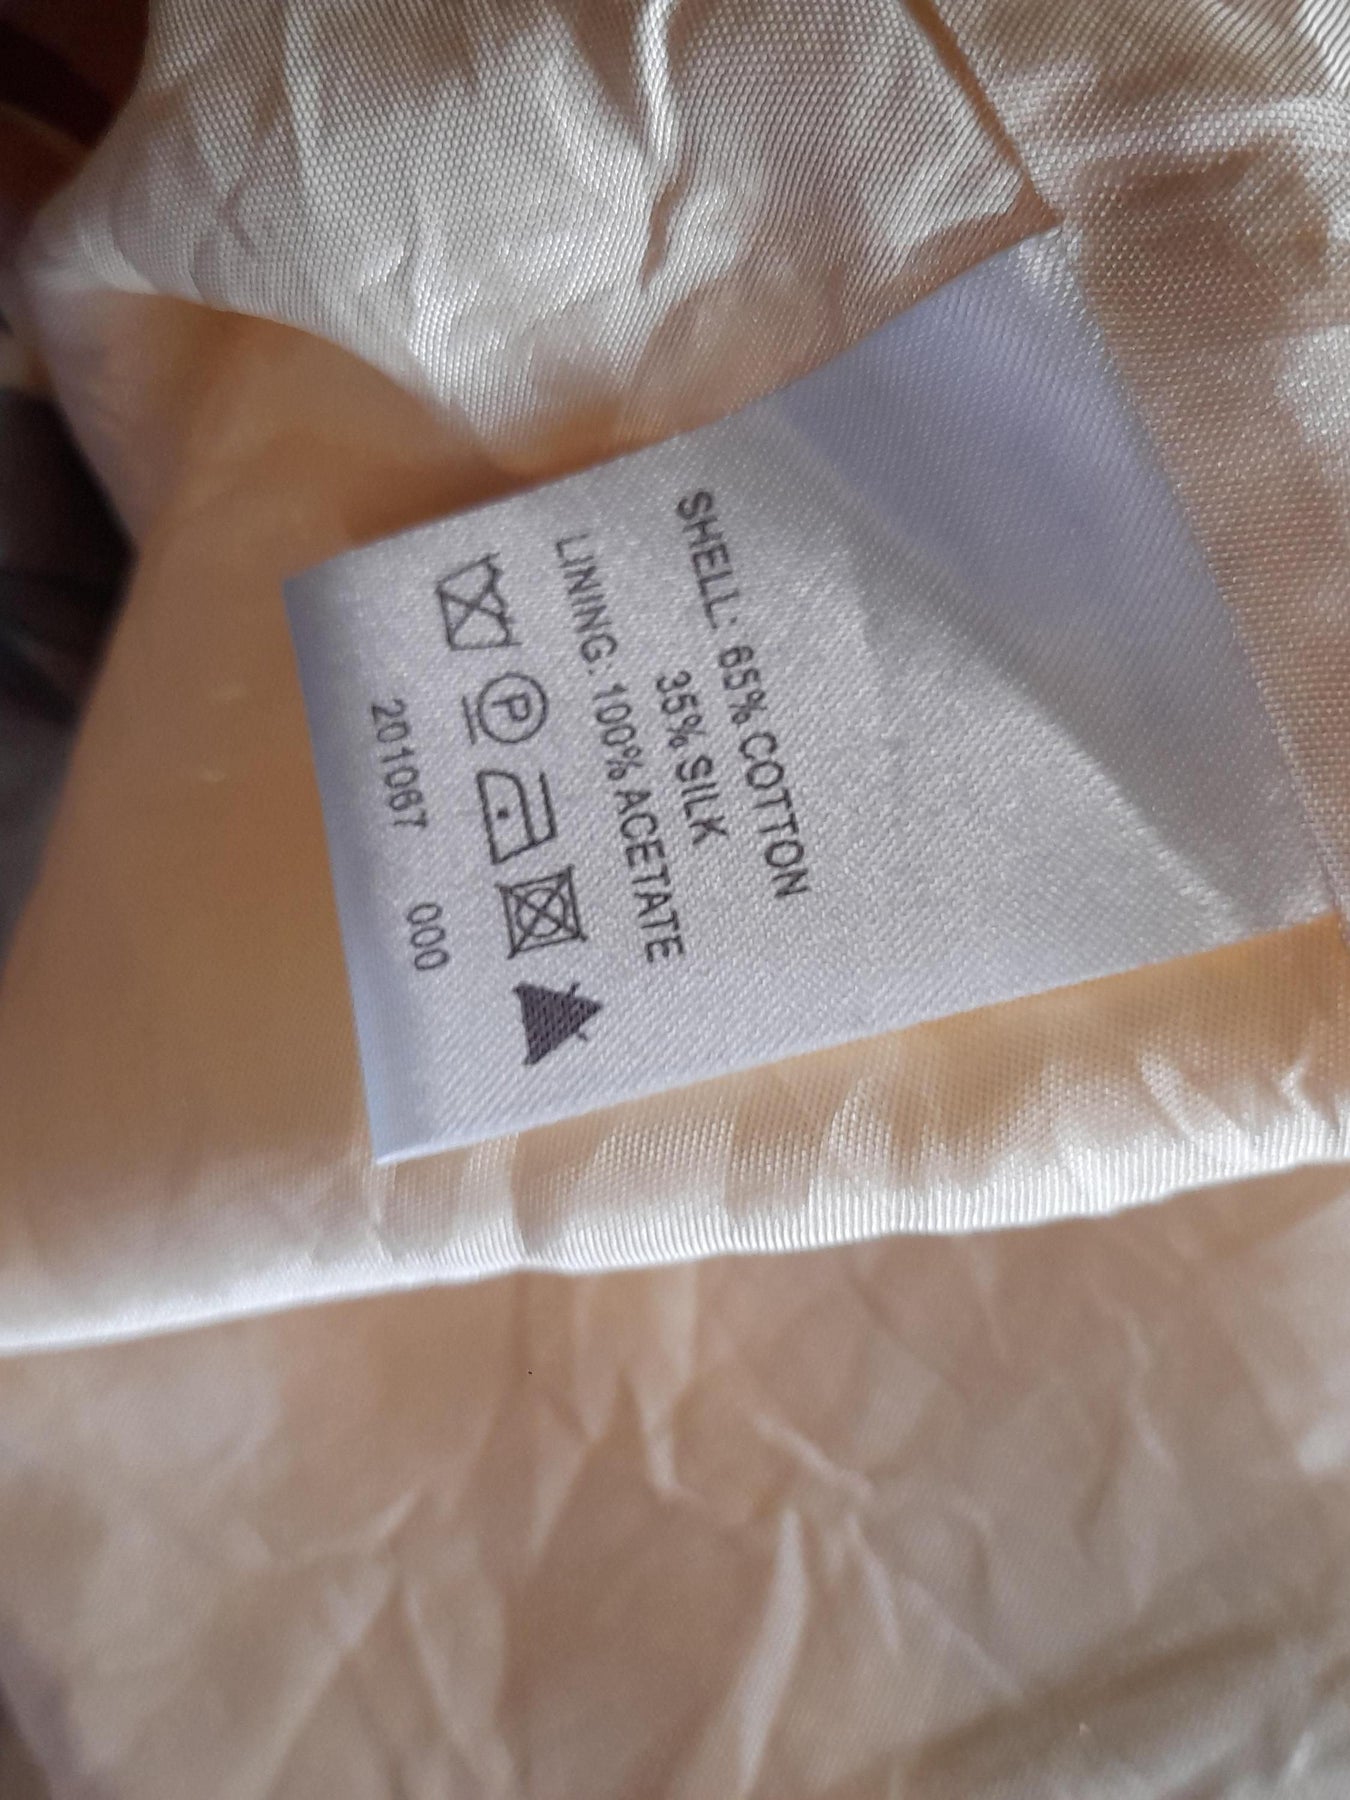 SHELL: 65% COTTON
35% SILK
LINING: 100% ACETATE
P
201067 000